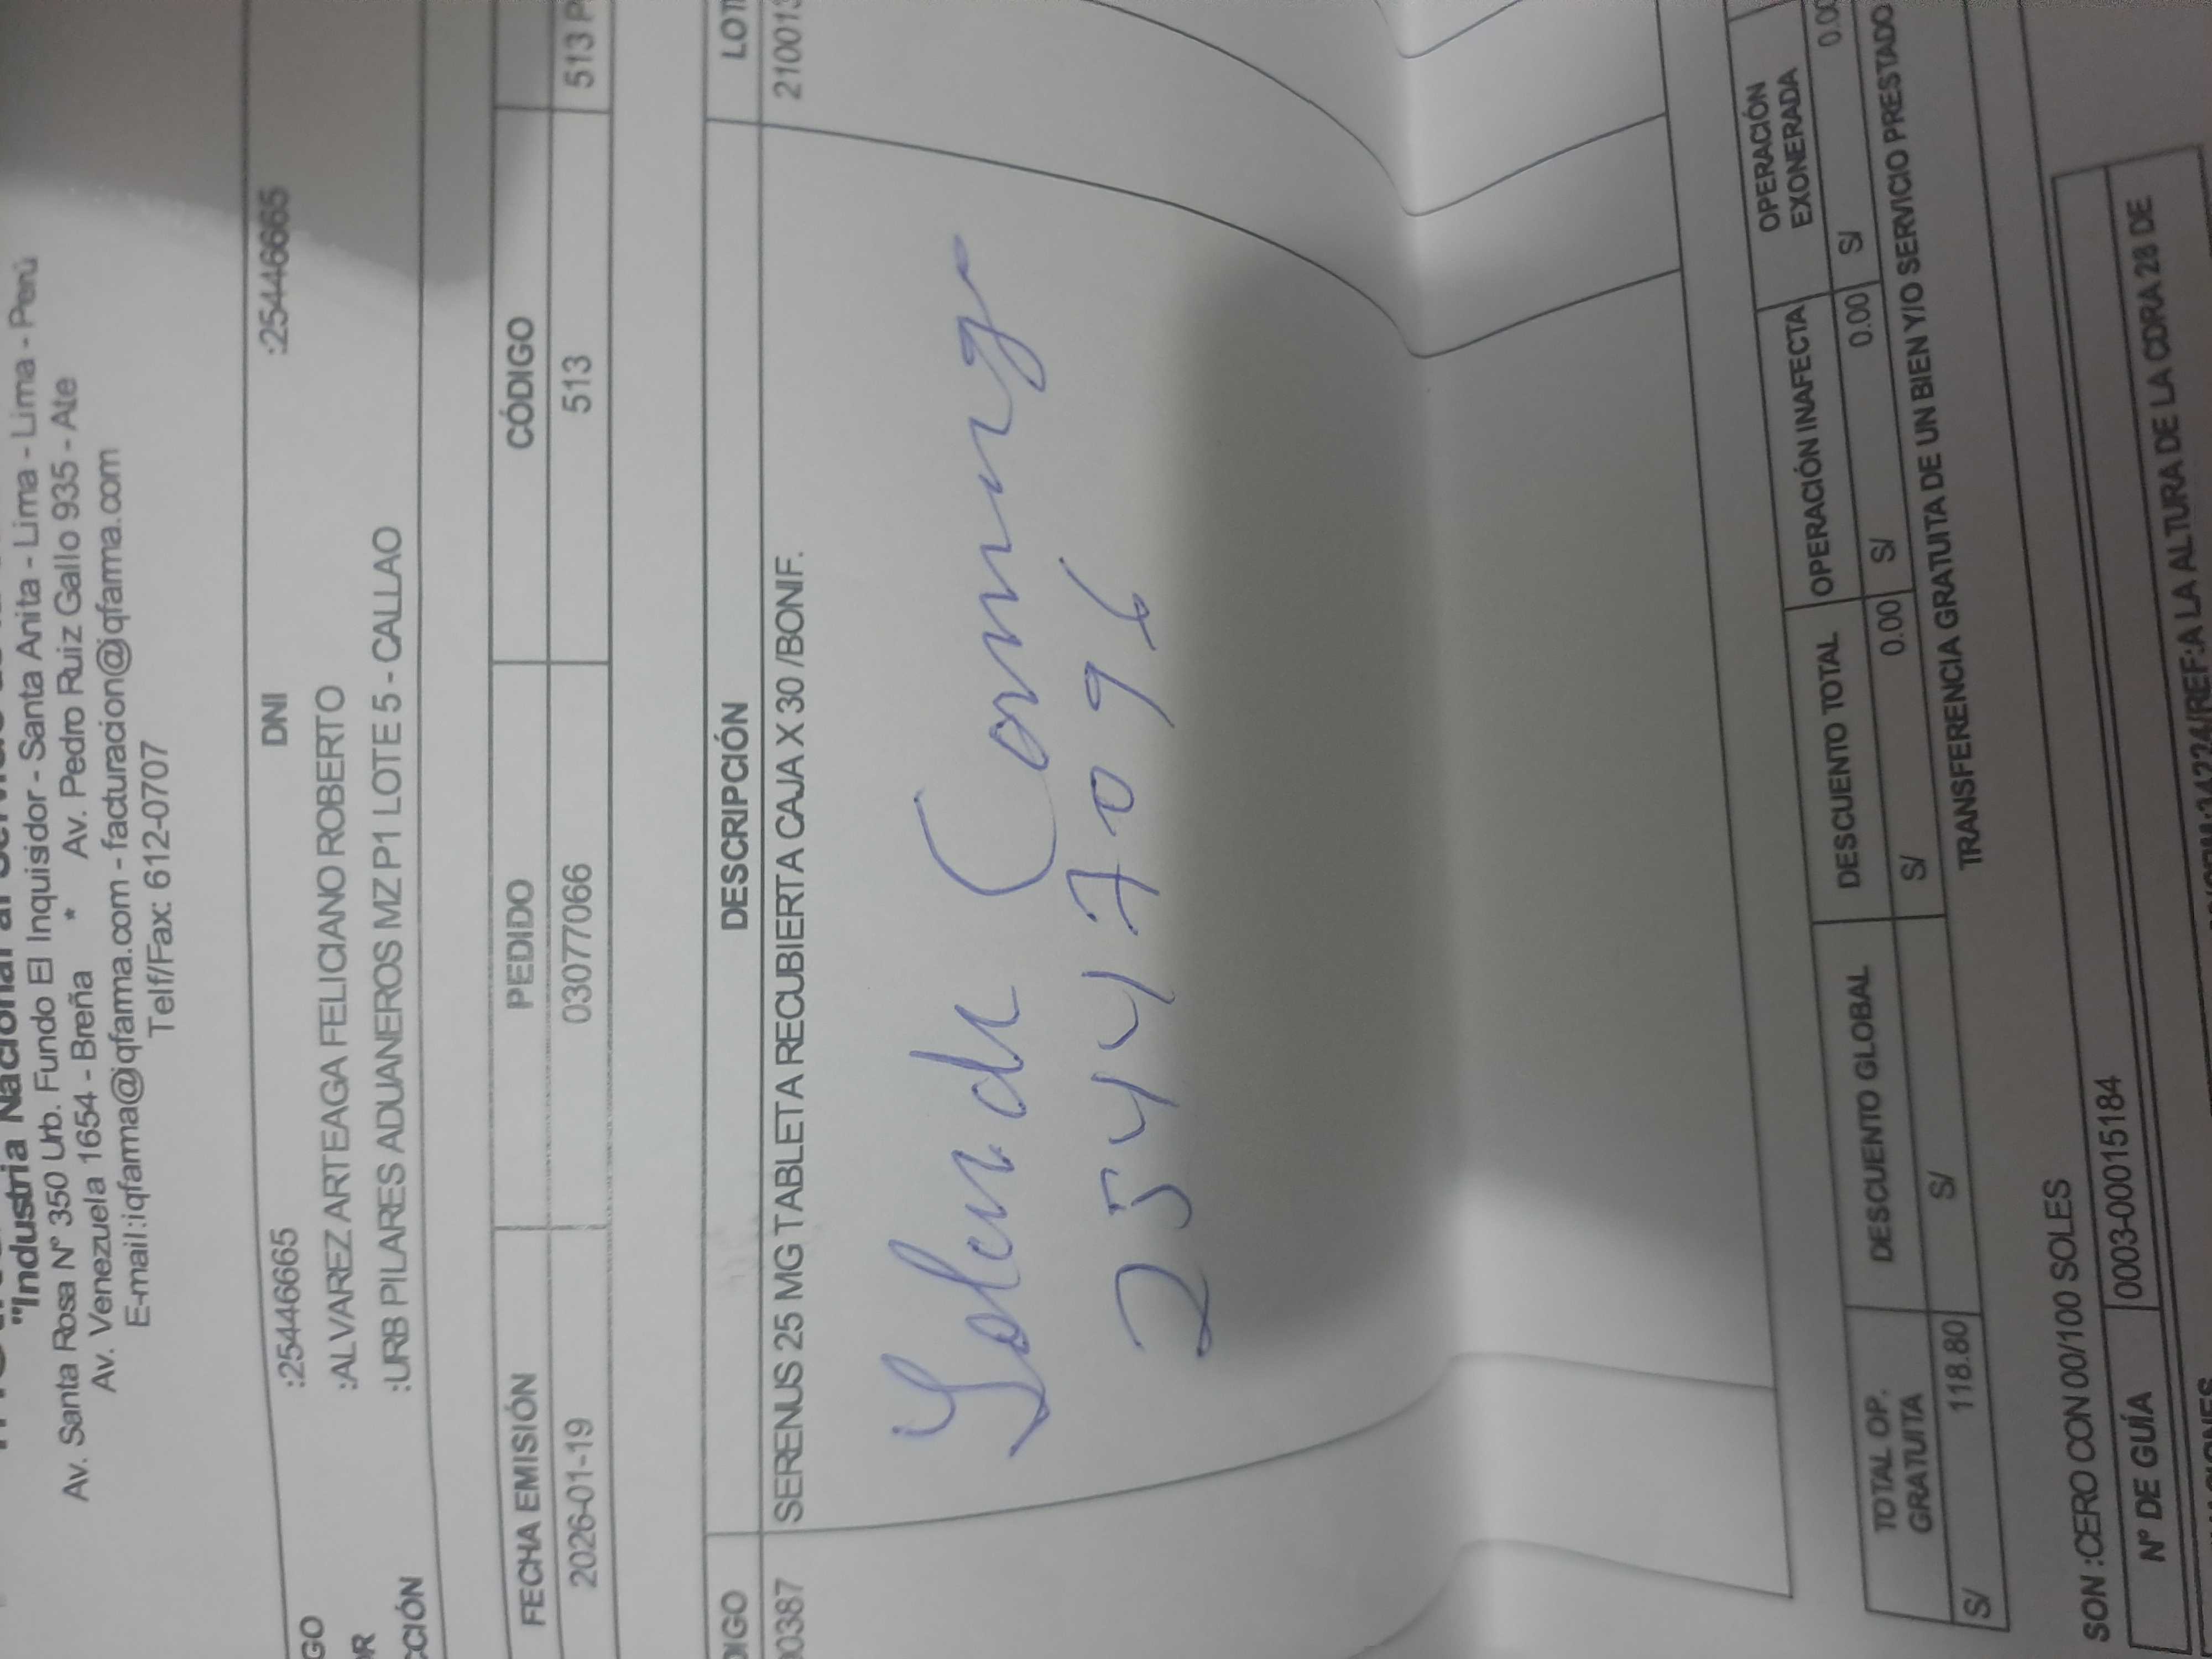 "Industria Nacional al
Av. Santa Rosa N° 350 Urb. Fundo El Inquisidor - Santa Anita - Lima - Lima - Perú
Av. Venezuela 1654 - Breña * Av. Pedro Ruiz Gallo 935 - Ate
E-mail:iqfarma@iqfarma.com - facturacion@iqfarma.com
Telf/Fax: 612-0707
GO :25446665 DNI :25446665
OR :ALVAREZ ARTEAGA FELICIANO ROBERTO
CCIÓN :URB PILARES ADUANEROS MZ P1 LOTE 5 - CALLAO
FECHA EMISIÓN PEDIDO CÓDIGO
2026-01-19 03077066 513 513 P
DIGO DESCRIPCIÓN LOT
00387 SERENUS 25 MG TABLETA RECUBIERTA CAJA X 30 /BONIF. 210013
25447096
TOTAL OP. GRATUITA DESCUENTO GLOBAL DESCUENTO TOTAL OPERACIÓN INAFECTA OPERACIÓN EXONERADA
S/ 118.80 S/ S/ 0.00 S/ 0.00 S/ 0.00
TRANSFERENCIA GRATUITA DE UN BIEN Y/O SERVICIO PRESTADO
SON :CERO CON 00/100 SOLES
N° DE GUÍA 0003-00015184
/REF:A LA ALTURA DE LA CDRA 28 DE